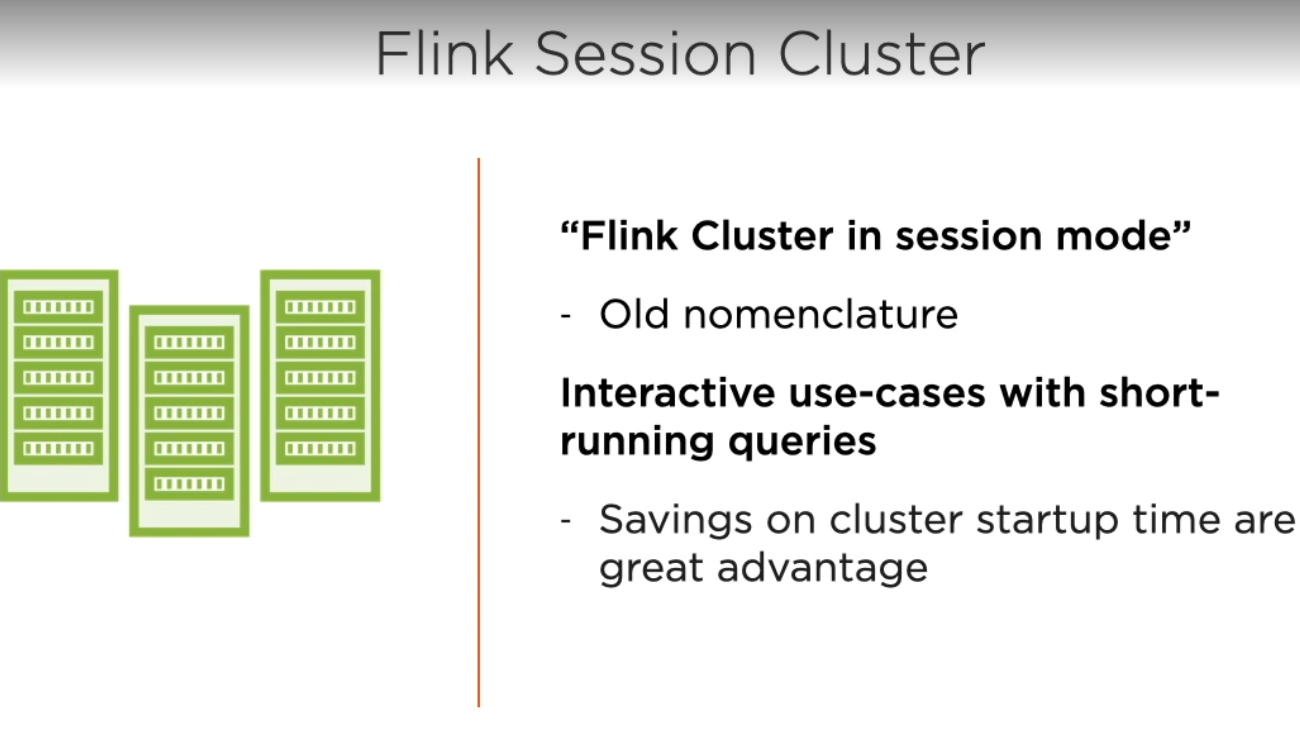 Flink Session Cluster
“Flink Cluster in session mode”
- Old nomenclature
Interactive use-cases with short-
running queries
- Savings on cluster startup time are
great advantage